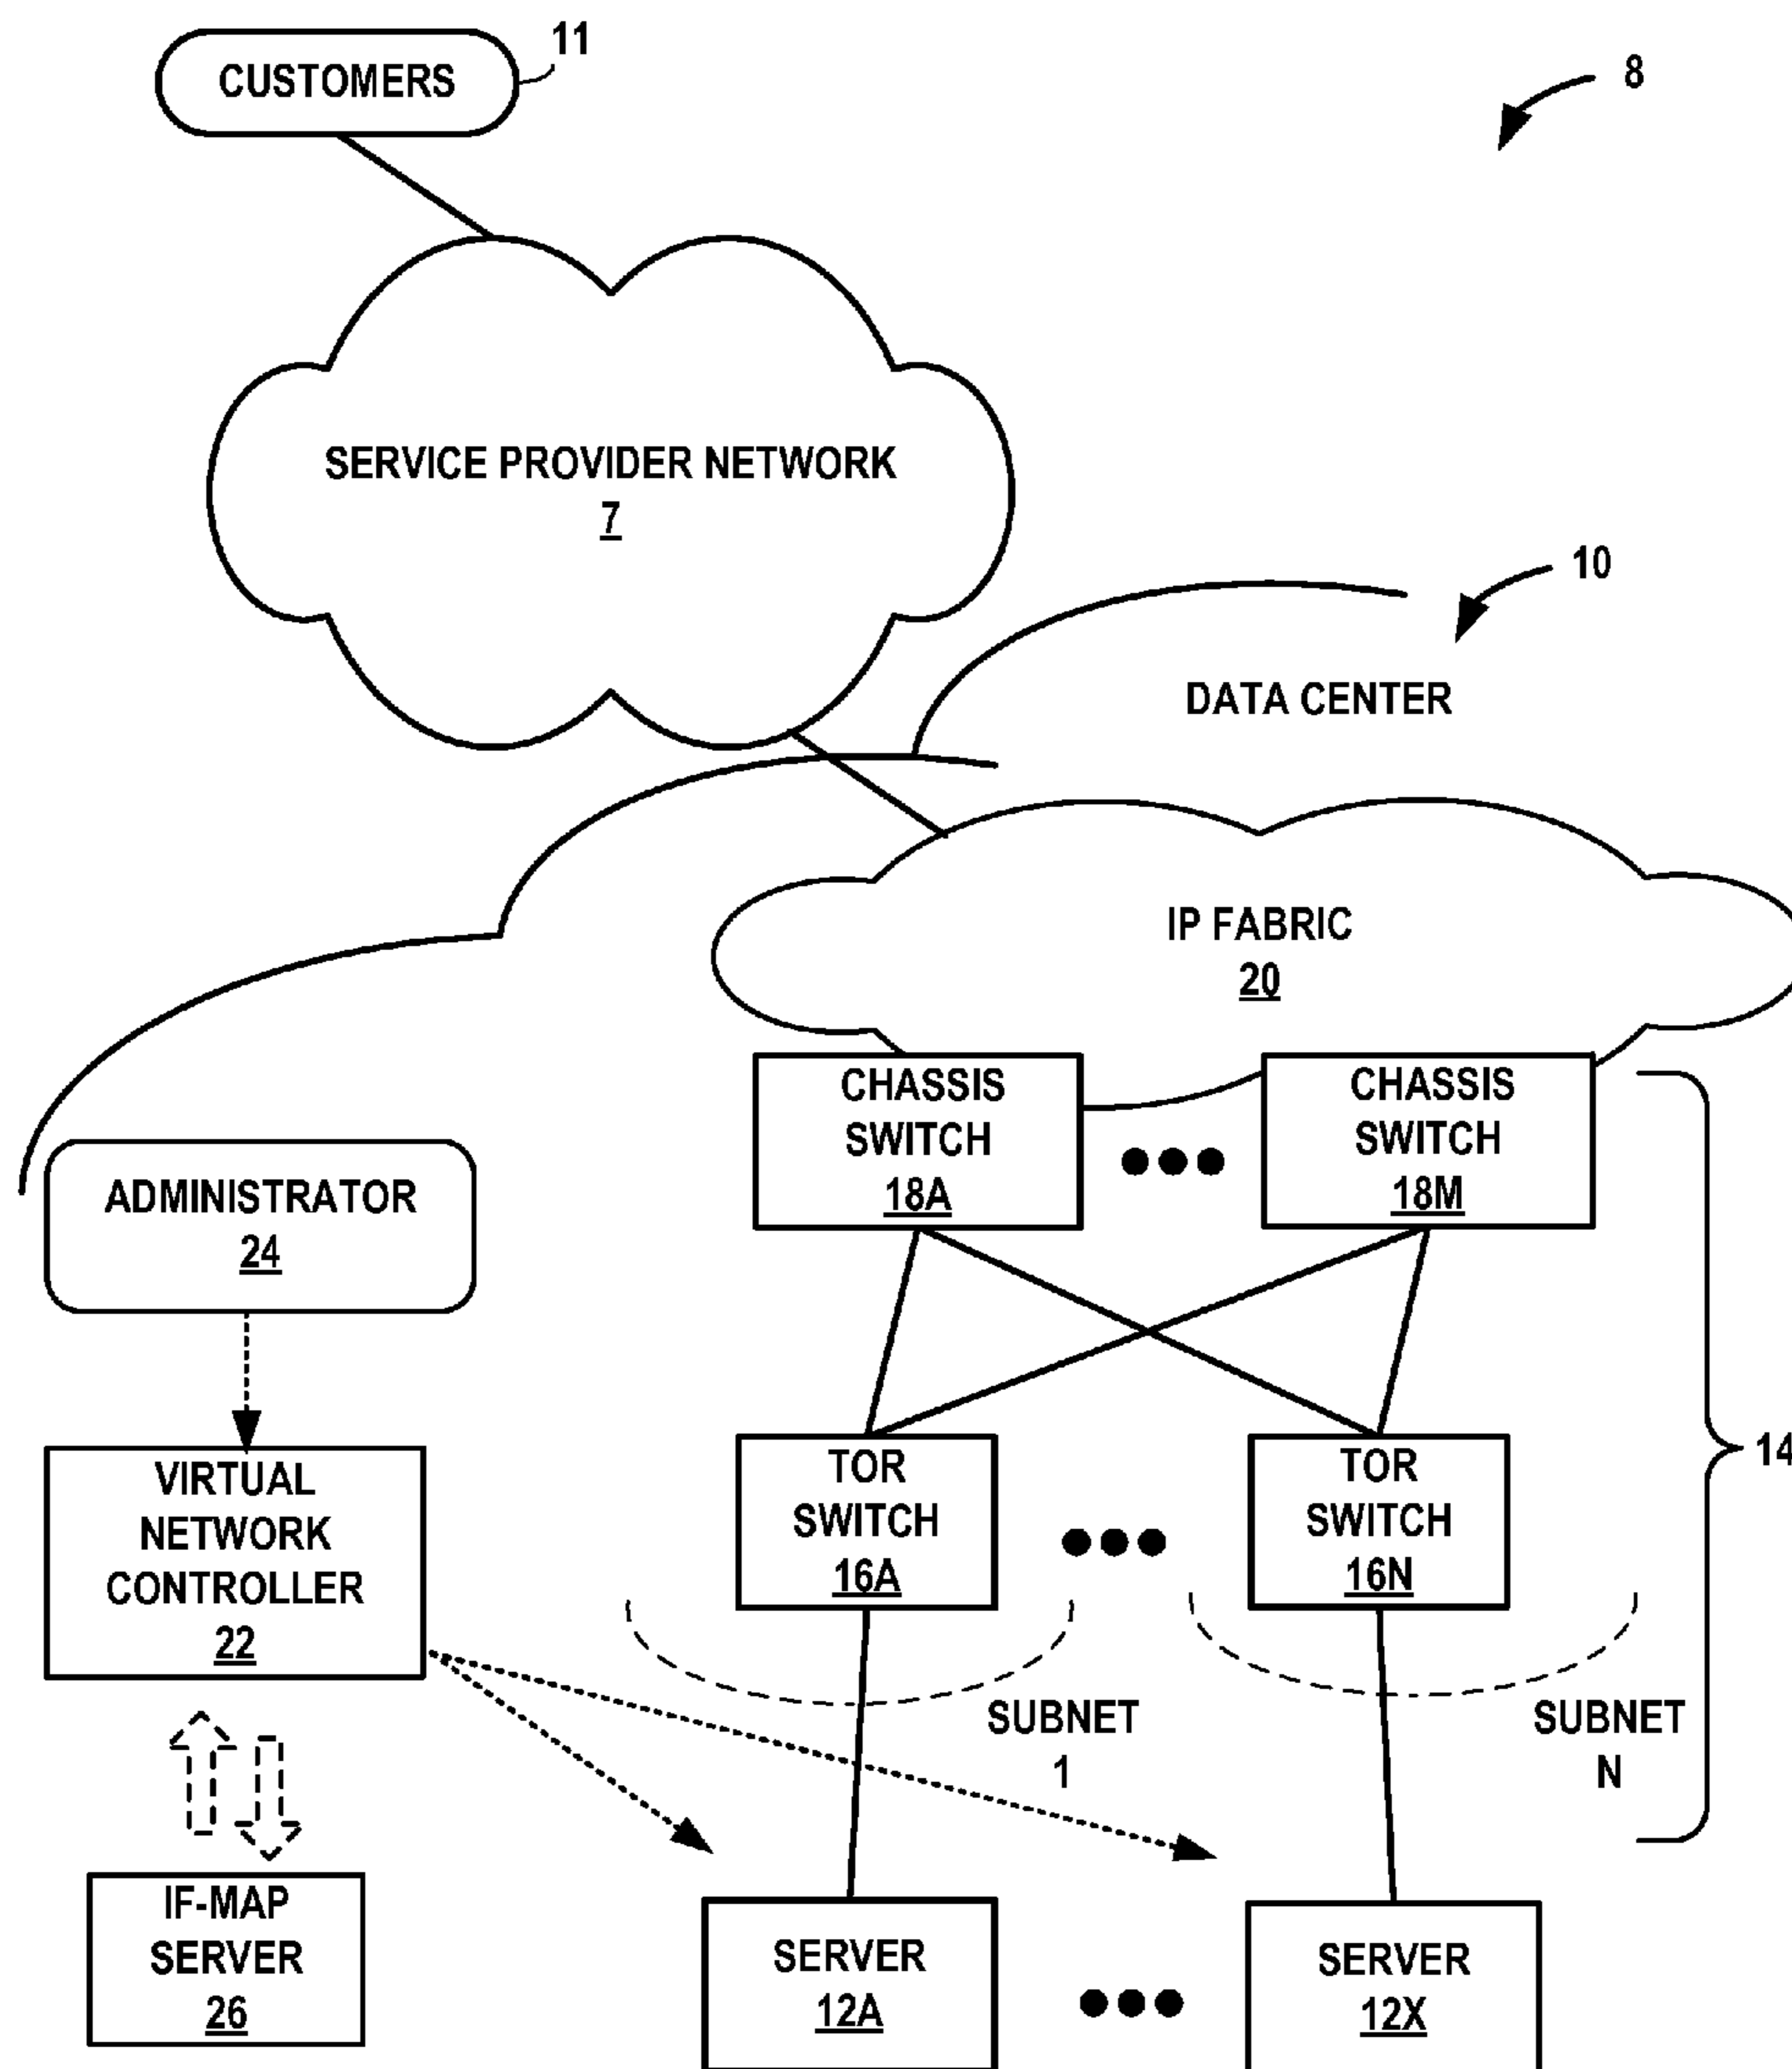 CUSTOMERS
11
8
SERVICE PROVIDER NETWORK
7
10
DATA CENTER
IP FABRIC
20
CHASSIS
SWITCH
18A
CHASSIS
SWITCH
18M
ADMINISTRATOR
24
14
VIRTUAL
NETWORK
CONTROLLER
22
TOR
SWITCH
16A
TOR
SWITCH
16N
SUBNET
1
SUBNET
N
IF-MAP
SERVER
26
SERVER
12A
SERVER
12X